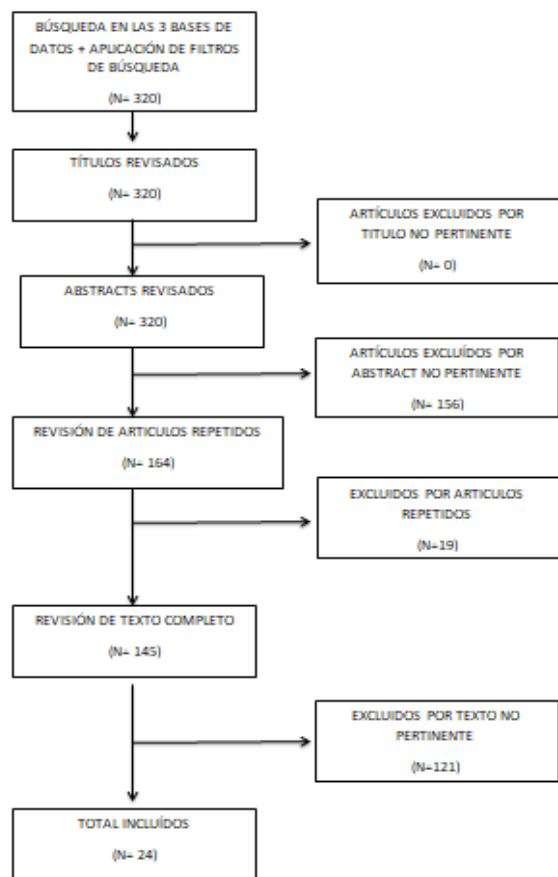 BÚSQUEDA EN LAS 3 BASES DE
DATOS + APLICACIÓN DE FILTROS
DE BÚSQUEDA
(N= 320)
TÍTULOS REVISADOS
(N= 320)
ARTÍCULOS EXCLUIDOS POR
TITULO NO PERTINENTE
(N= 0)
ABSTRACTS REVISADOS
(N= 320)
ARTÍCULOS EXCLUÍDOS POR
ABSTRACT NO PERTINENTE
(N= 156)
REVISIÓN DE ARTICULOS REPETIDOS
(N= 164)
EXCLUIDOS POR ARTICULOS
REPETIDOS
(N=19)
REVISIÓN DE TEXTO COMPLETO
(N= 145)
EXCLUIDOS POR TEXTO NO
PERTINENTE
(N=121)
TOTAL INCLUÍDOS
(N= 24)